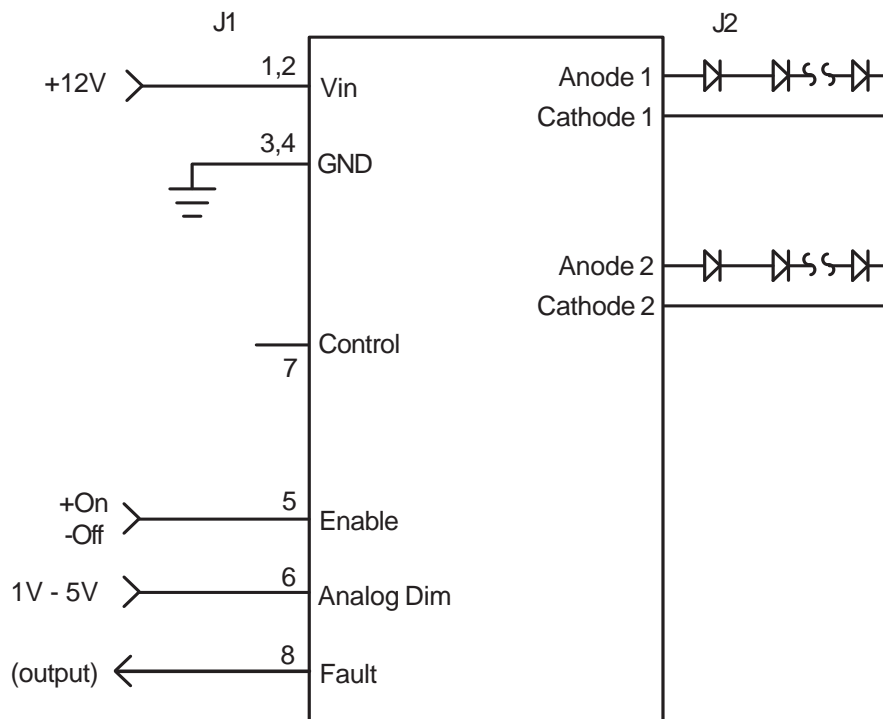 J1
J2
1,2
+12V
Vin
Anode 1
Cathode 1
3,4
GND
Anode 2
Cathode 2
Control
7
+On
-Off
5
Enable
1V - 5V
6
Analog Dim
(output)
8
Fault